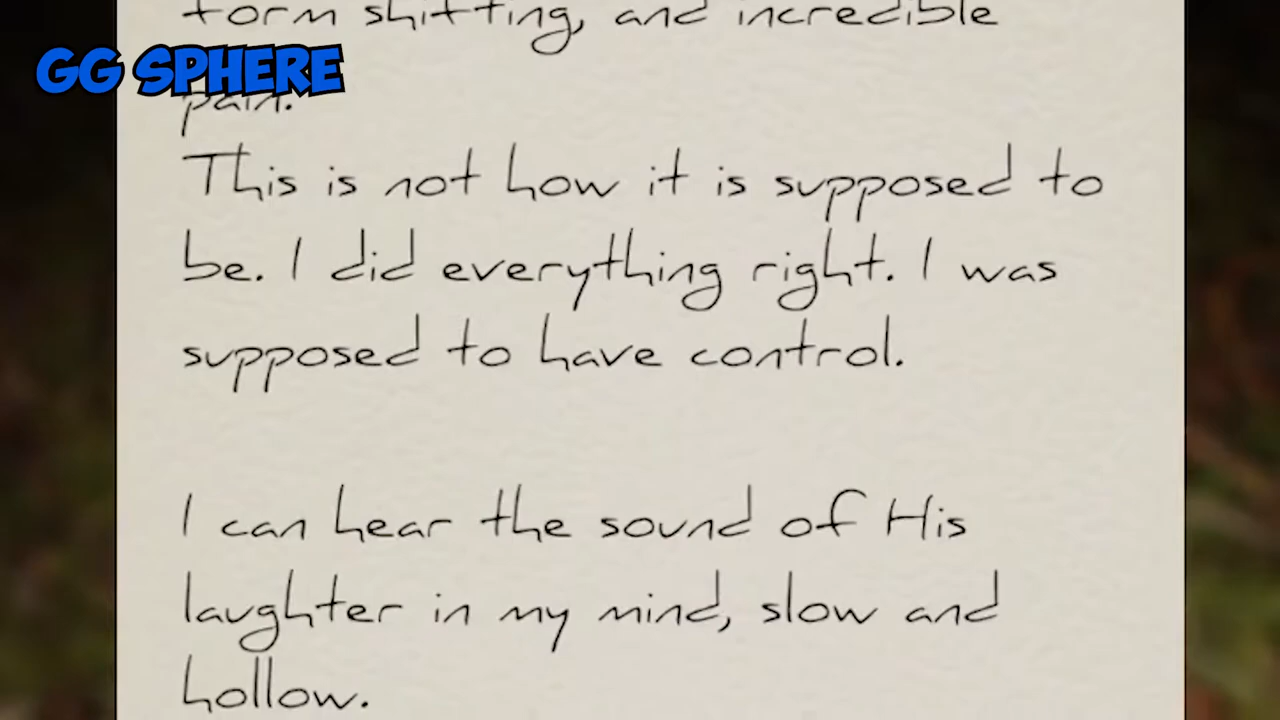 form shifting, and incredible
GG SPHERE
pain.
This is not how it is supposed to
be. I did everything right. I was
supposed to have control.
I can hear the sound of His
laughter in my mind, slow and
hollow.